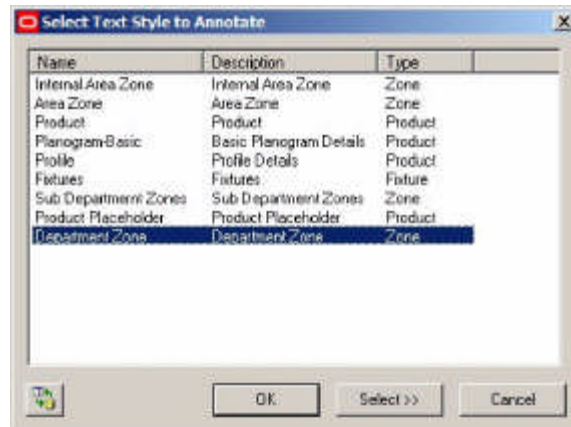 Select Text Style to Annotate
Name Description Type
Internal Area Zone Internal Area Zone Zone
Area Zone Area Zone Zone
Product Product Product
Planogram-Basic Basic Planogram Details Product
Profile Profile Details Product
Fixtures Fixtures Fixture
Sub Department Zones Sub Department Zones Zone
Product Placeholder Product Placeholder Product
Department Zone Department Zone Zone
OK Select >> Cancel